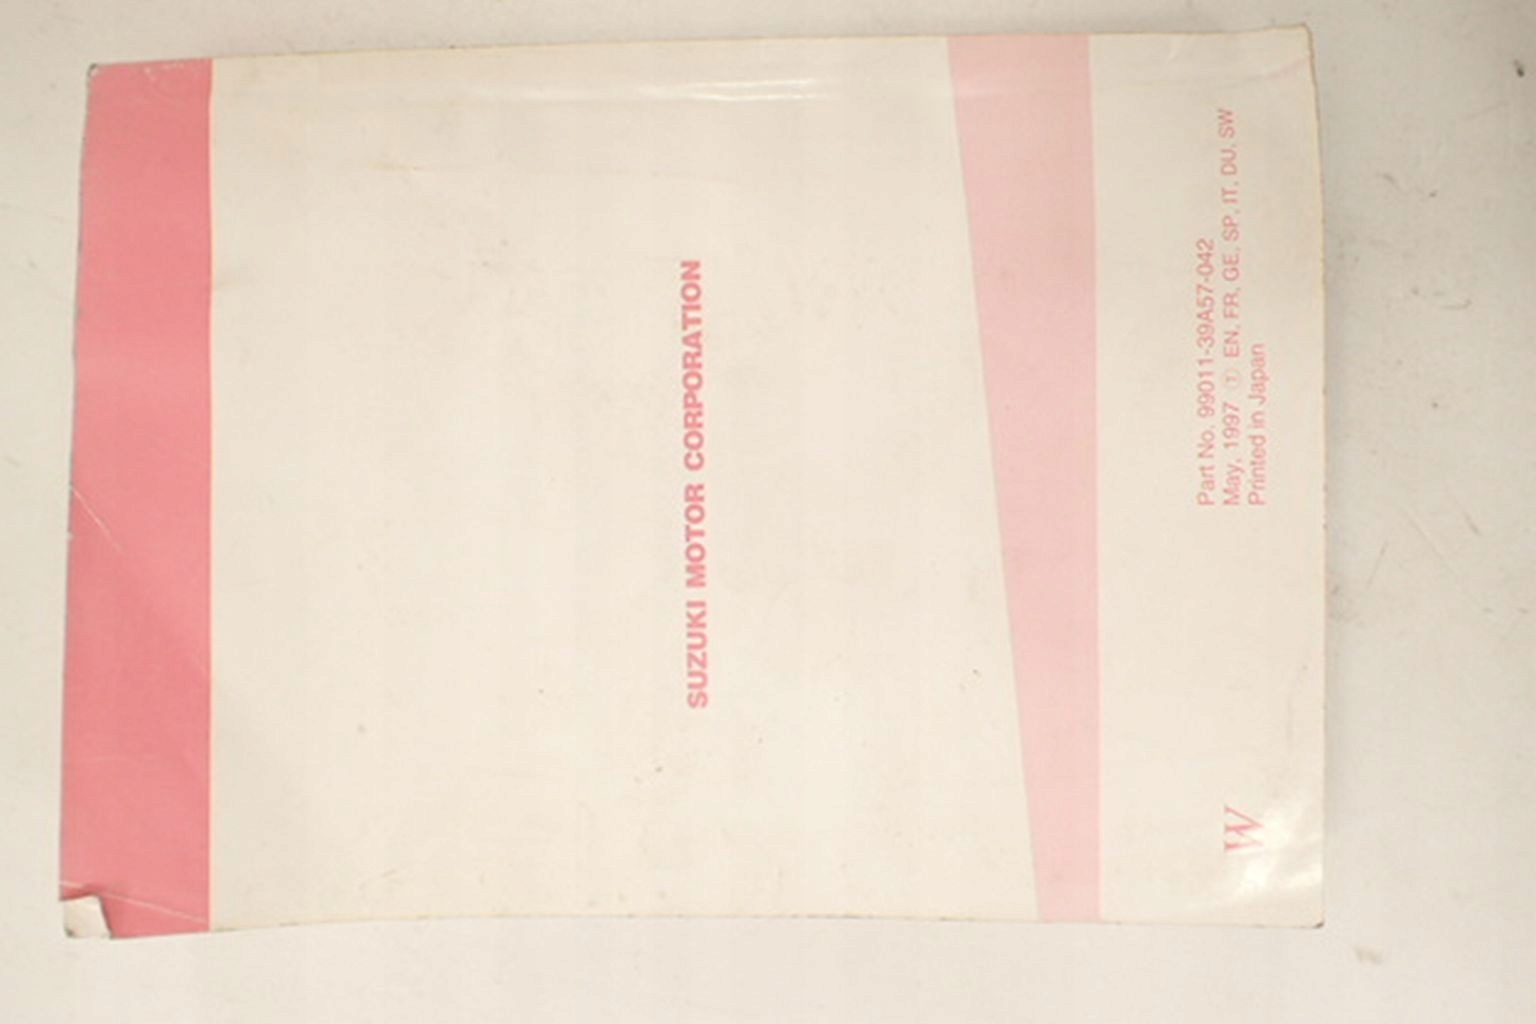 SUZUKI MOTOR CORPORATION
Part No. 99011-39A57-042
May, 1997 ① EN, FR, GE, SP, IT, DU, SW
Printed in Japan
W